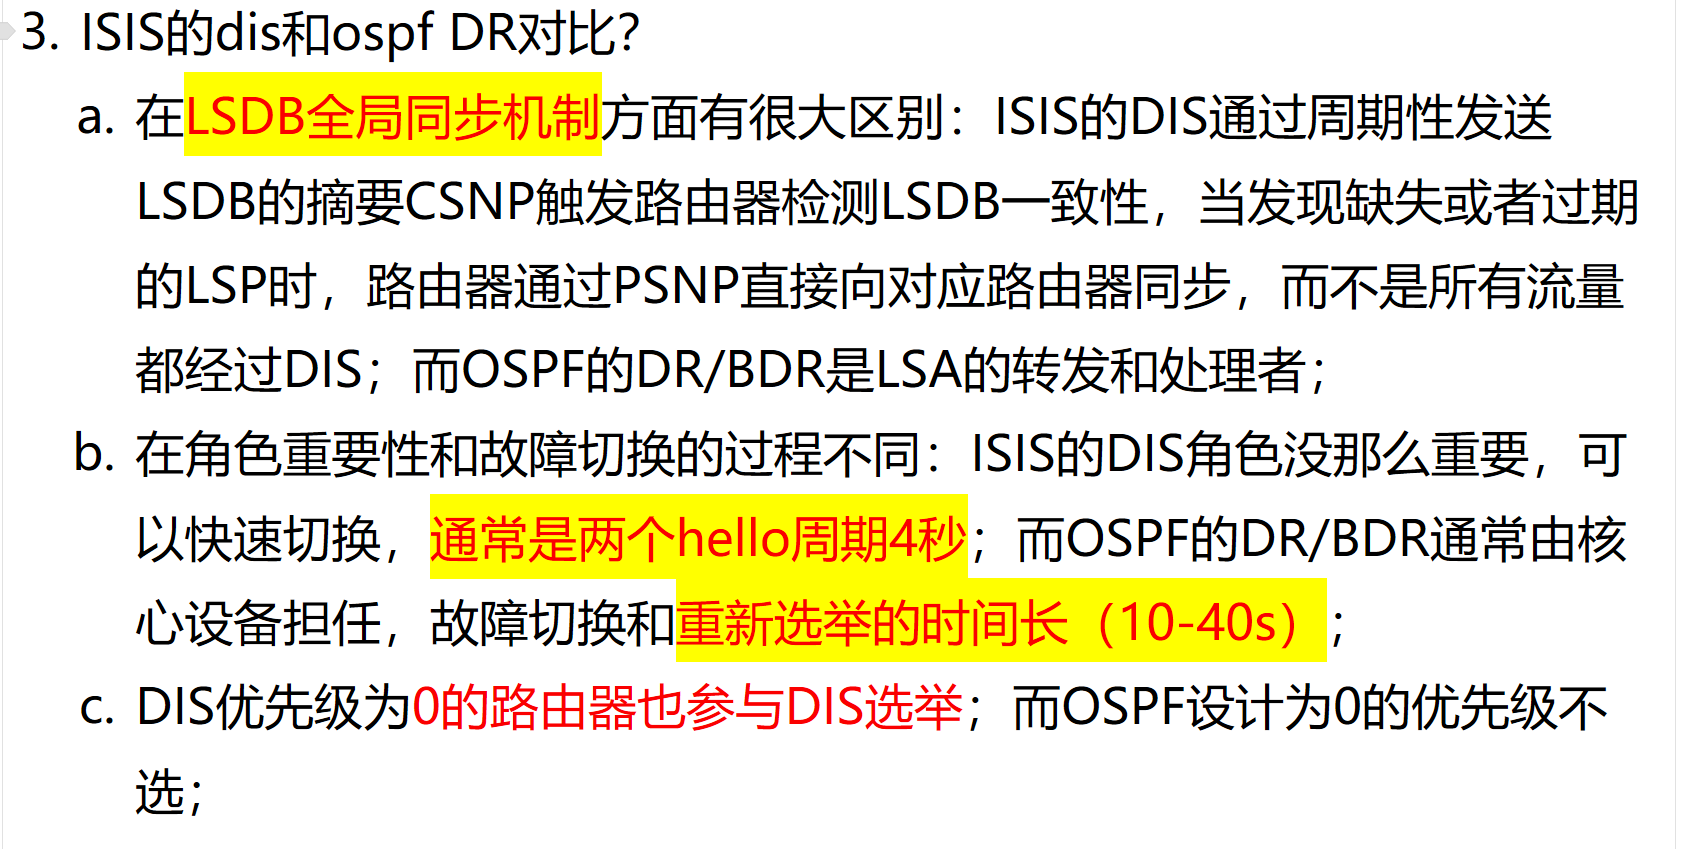 3. ISIS的dis和ospf DR对比?
a. 在LSDB全局同步机制方面有很大区别：ISIS的DIS通过周期性发送
LSDB的摘要CSNP触发路由器检测LSDB一致性，当发现缺失或者过期
的LSP时，路由器通过PSNP直接向对应路由器同步，而不是所有流量
都经过DIS；而OSPF的DR/BDR是LSA的转发和处理者；
b. 在角色重要性和故障切换的过程不同：ISIS的DIS角色没那么重要，可
以快速切换，通常是两个hello周期4秒；而OSPF的DR/BDR通常由核
心设备担任，故障切换和重新选举的时间长（10-40s）；
c. DIS优先级为0的路由器也参与DIS选举；而OSPF设计为0的优先级不
选；